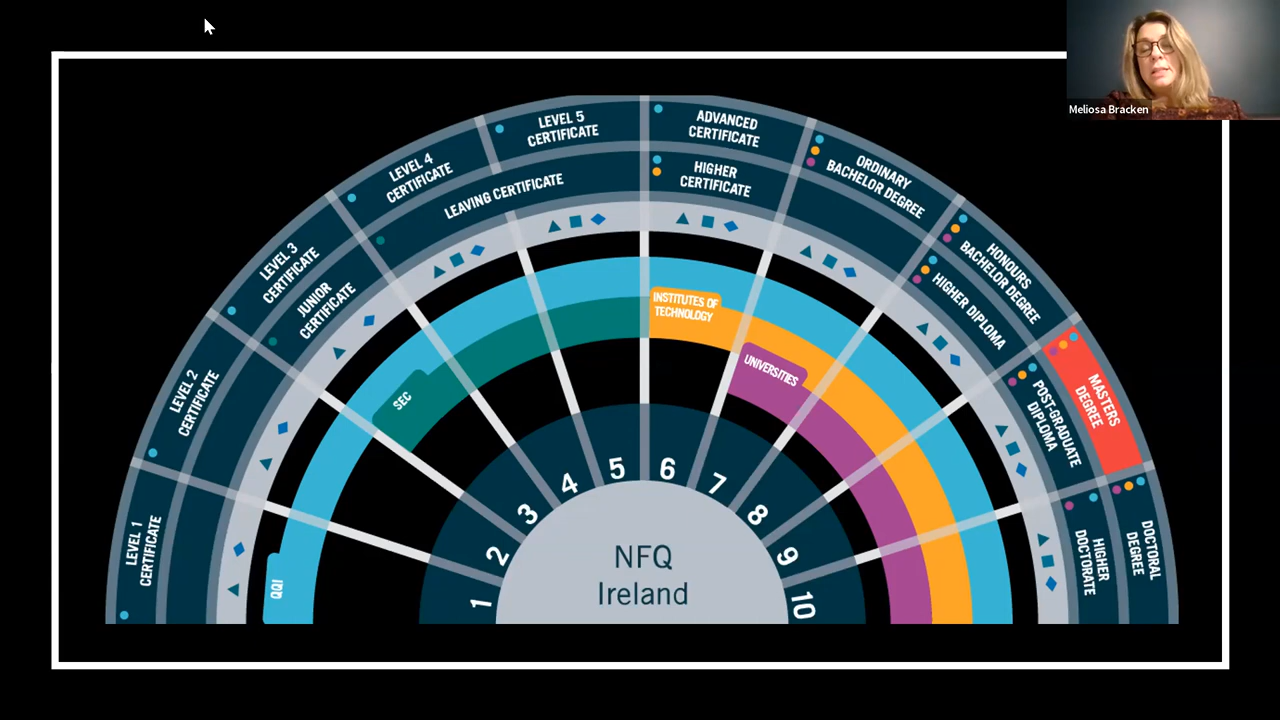 Meliosa Bracken
LEVEL 1
CERTIFICATE
LEVEL 2
CERTIFICATE
LEVEL 3
CERTIFICATE
JUNIOR
CERTIFICATE
LEVEL 4
CERTIFICATE
LEVEL 5
CERTIFICATE
LEAVING CERTIFICATE
ADVANCED
CERTIFICATE
HIGHER
CERTIFICATE
ORDINARY
BACHELOR DEGREE
HONOURS
BACHELOR DEGREE
HIGHER DIPLOMA
MASTERS
DEGREE
POST-GRADUATE
DIPLOMA
DOCTORAL
DEGREE
HIGHER
DOCTORATE
QQI
SEC
INSTITUTES OF
TECHNOLOGY
UNIVERSITIES
1
2
3
4
5
6
7
8
9
10
NFQ
Ireland